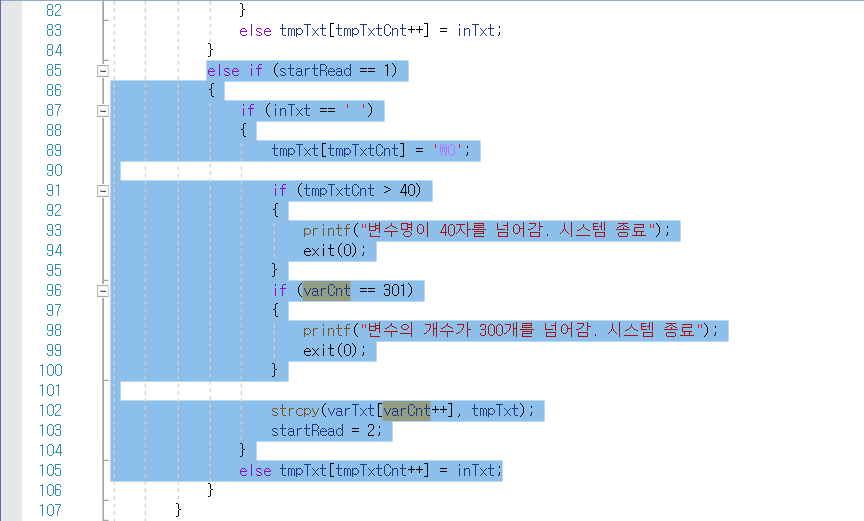 82 }
83 else tmpTxt[tmpTxtCnt++] = inTxt;
84 }
85 else if (startRead == 1)
86 {
87 if (inTxt == ' ')
88 {
89 tmpTxt[tmpTxtCnt] = '₩0';
90
91 if (tmpTxtCnt > 40)
92 {
93 printf("변수명이 40자를 넘어감. 시스템 종료");
94 exit(0);
95 }
96 if (varCnt == 301)
97 {
98 printf("변수의 개수가 300개를 넘어감. 시스템 종료");
99 exit(0);
100 }
101
102 strcpy(varTxt[varCnt++], tmpTxt);
103 startRead = 2;
104 }
105 else tmpTxt[tmpTxtCnt++] = inTxt;
106 }
107 }